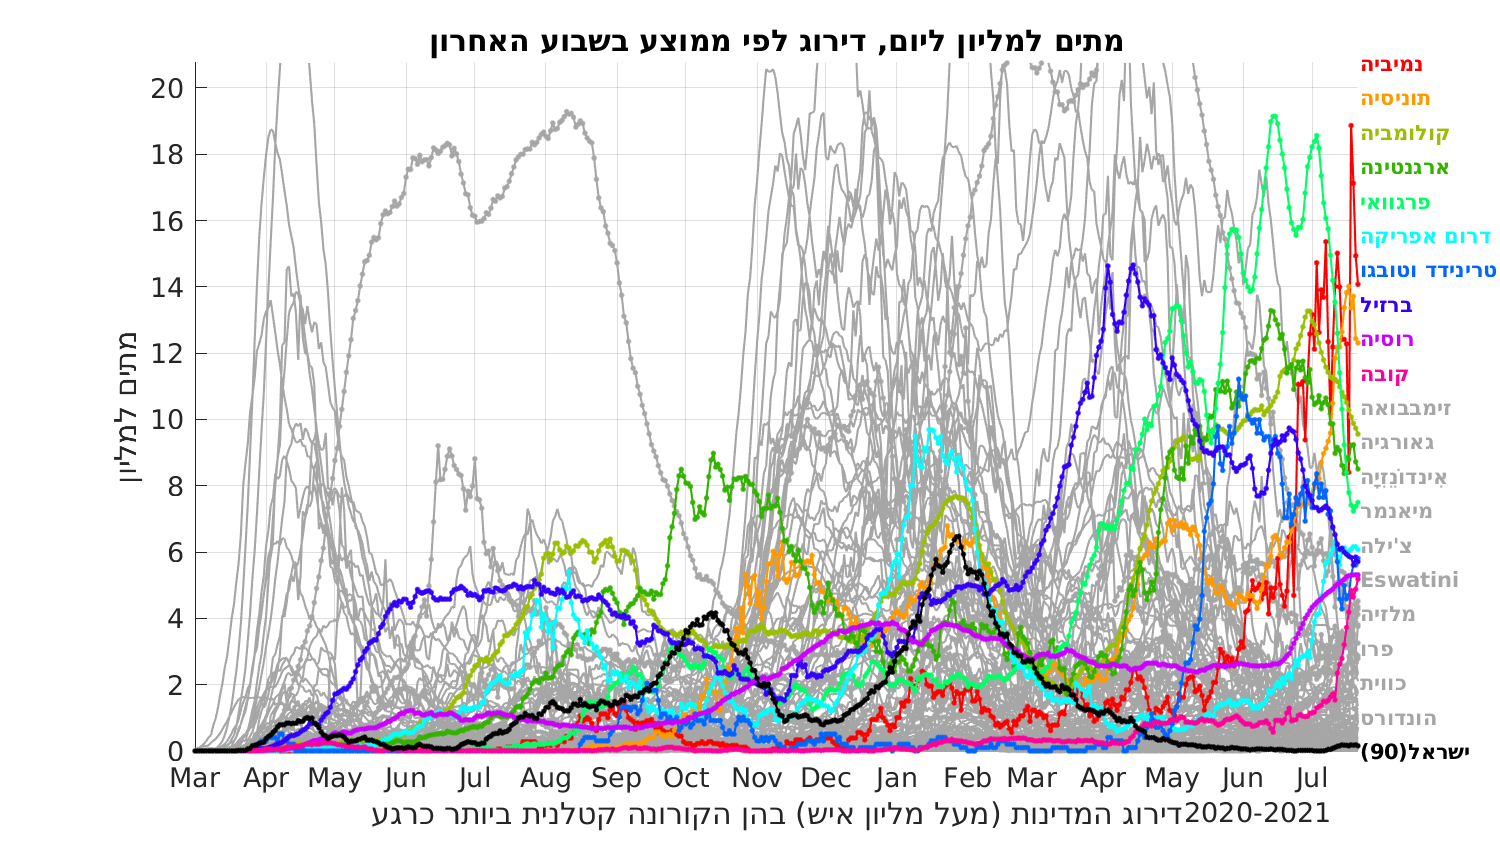 מתים למליון ליום, דירוג לפי ממוצע בשבוע האחרון
מתים למליון
20
18
16
14
12
10
8
6
4
2
0
Mar Apr May Jun Jul Aug Sep Oct Nov Dec Jan Feb Mar Apr May Jun Jul
דירוג המדינות (מעל מליון איש) בהן הקורונה קטלנית ביותר כרגע2020-2021
נמיביה
תוניסיה
קולומביה
ארגנטינה
פרגוואי
דרום אפריקה
טרינידד וטובגו
ברזיל
רוסיה
קובה
זימבבואה
גאורגיה
אִינדוֹנֵזִיָה
מיאנמר
צ'ילה
Eswatini
מלזיה
פרו
כווית
הונדורס
ישראל(90)